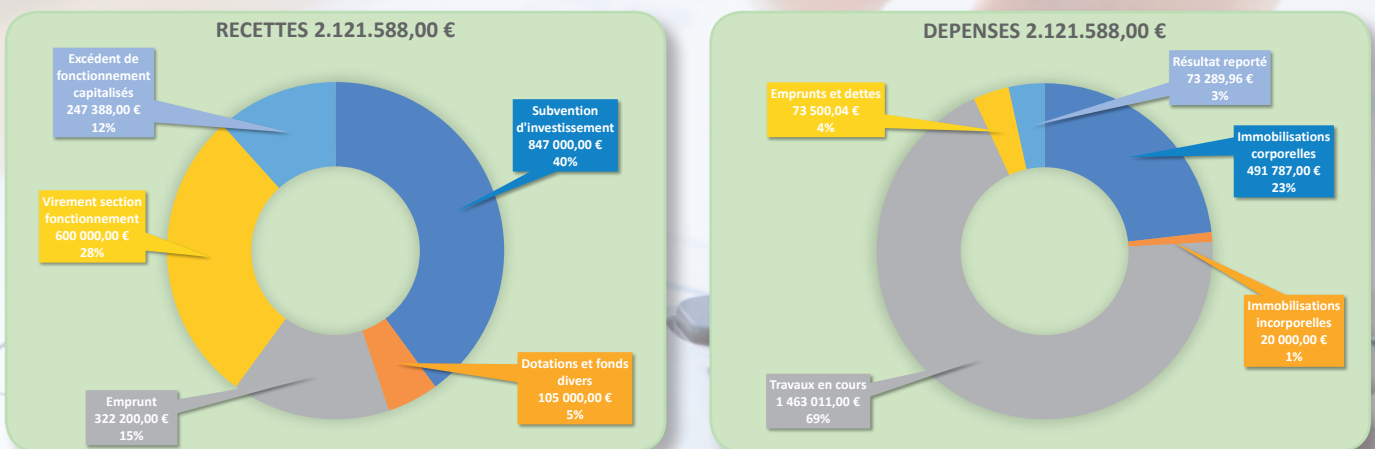 RECETTES 2.121.588,00 €
Excédent de
fonctionnement
capitalisés
247 388,00 €
12%
Subvention
d'investissement
847 000,00 €
40%
Virement section
fonctionnement
600 000,00 €
28%
Dotations et fonds
divers
105 000,00 €
5%
Emprunt
322 200,00 €
15%
DEPENSES 2.121.588,00 €
Résultat reporté
73 289,96 €
3%
Emprunts et dettes
73 500,04 €
4%
Immobilisations
corporelles
491 787,00 €
23%
Immobilisations
incorporelles
20 000,00 €
1%
Travaux en cours
1 463 011,00 €
69%